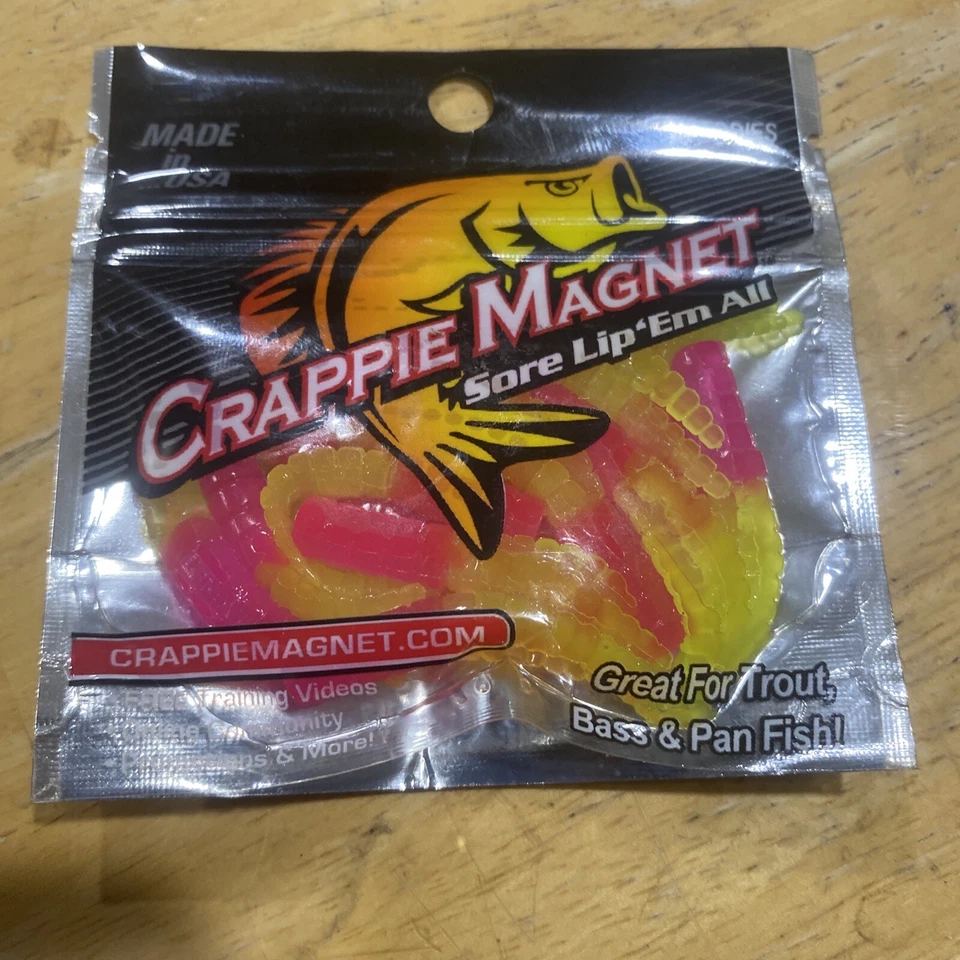 MADE
in
USA
CRAPPIE MAGNET
Sore Lip'Em All
CRAPPIEMAGNET.COM
Training Videos
& More!
Great For Trout,
Bass & Pan Fish!